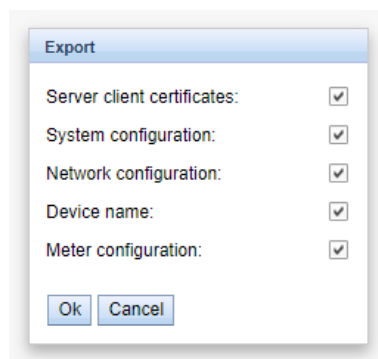 Export
Server client certificates:
System configuration:
Network configuration:
Device name:
Meter configuration:
Ok Cancel